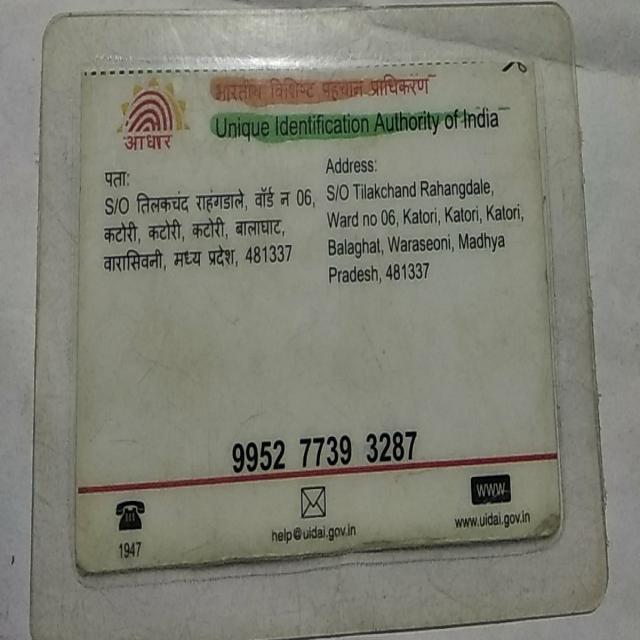 भारतीय विशिष्ट पहचान प्राधिकरण
Unique Identification Authority of India
आधार
पता:
S/O तिलकचंद राहंगडाले, वॉर्ड न 06,
कटोरी, कटोरी, कटोरी, बालाघाट,
वारासिवनी, मध्य प्रदेश, 481337
Address:
S/O Tilakchand Rahangdale,
Ward no 06, Katori, Katori, Katori,
Balaghat, Waraseoni, Madhya
Pradesh, 481337
9952 7739 3287
1947
help@uidai.gov.in
WWW
www.uidai.gov.in